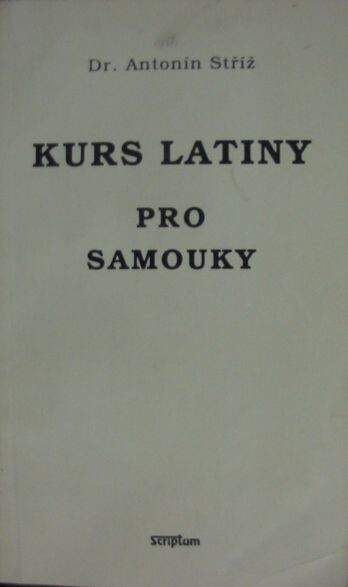 Dr. Antonín Stříž
KURS LATINY
PRO
SAMOUKY
Scriptum